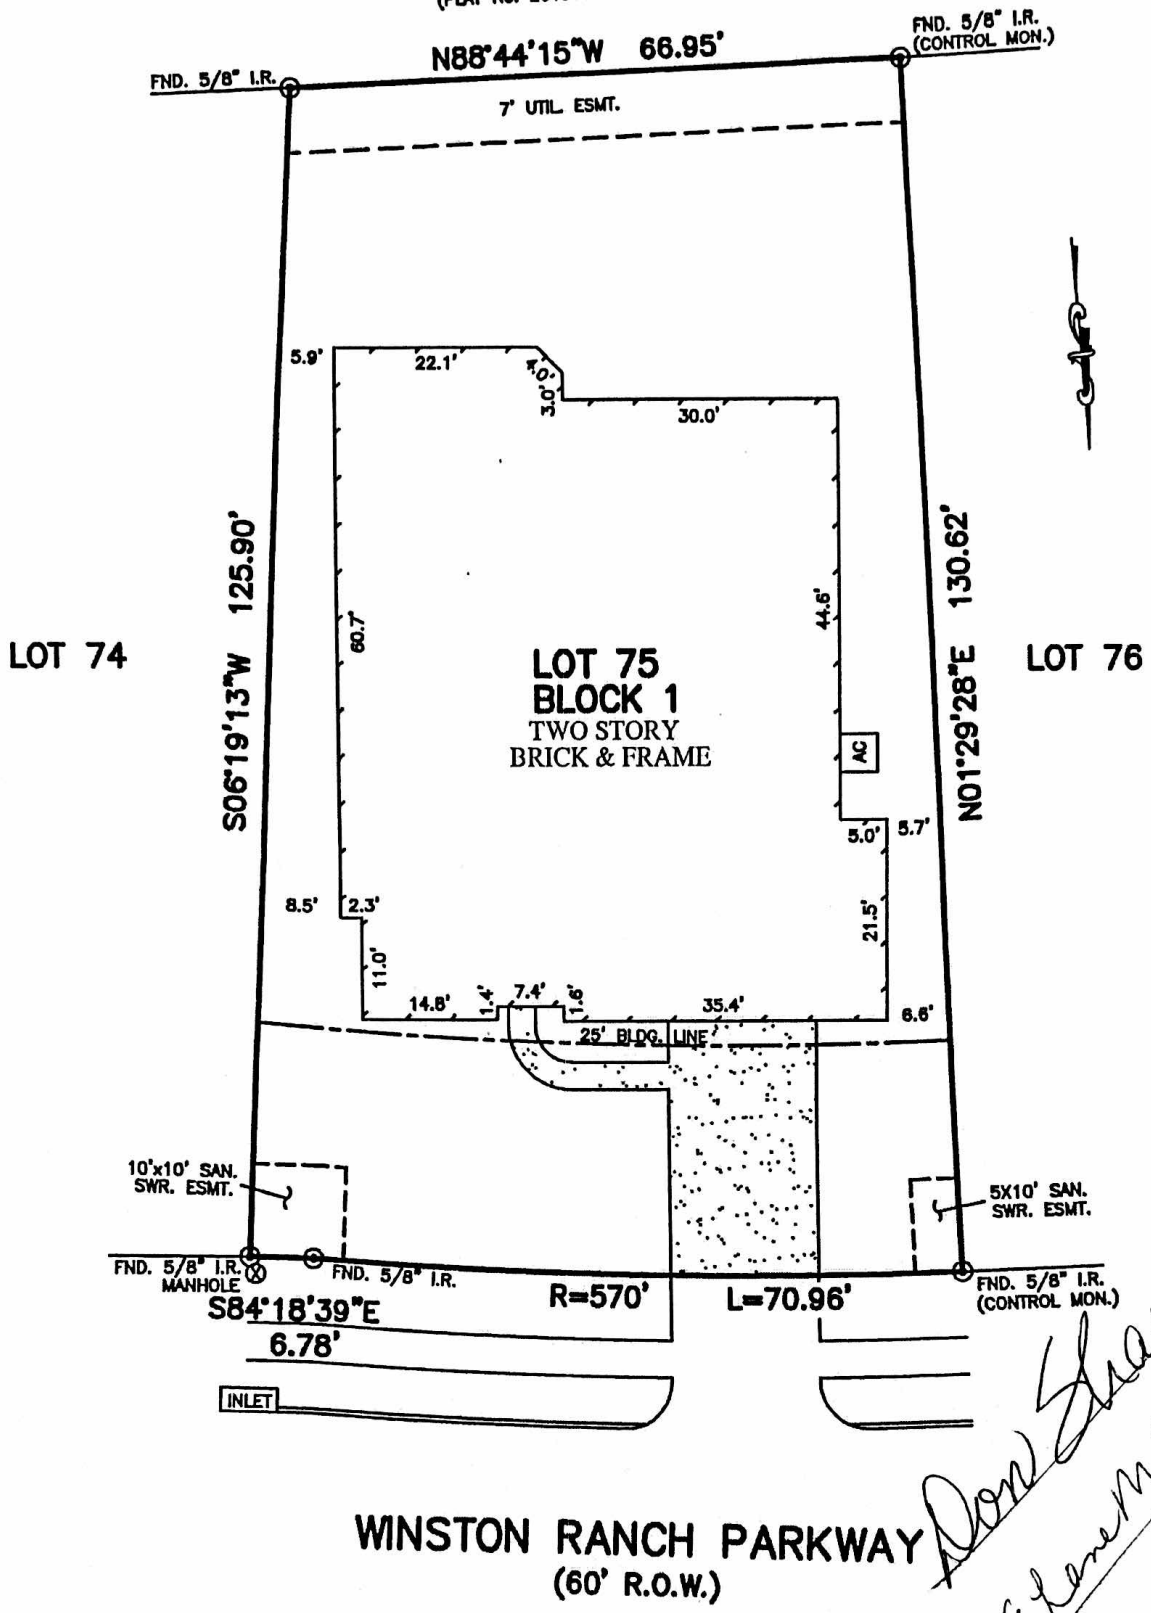 N88°44'15"W 66.95'
FND. 5/8" I.R.
(CONTROL MON.)
FND. 5/8" I.R.
7' UTIL. ESMT.
5.9'
22.1'
4.0'
3.0'
30.0'
S06°19'13"W 125.90'
60.7'
44.6'
N01°29'28"E 130.62'
LOT 74
LOT 75
BLOCK 1
TWO STORY
BRICK & FRAME
LOT 76
AC
5.0'
5.7'
8.5'
2.3'
11.0'
21.5'
14.8'
1.4'
7.4'
1.6'
35.4'
6.6'
25' BLDG. LINE
10'x10' SAN.
SWR. ESMT.
5X10' SAN.
SWR. ESMT.
FND. 5/8" I.R.
MANHOLE
FND. 5/8" I.R.
R=570'
L=70.96'
FND. 5/8" I.R.
(CONTROL MON.)
S84°18'39"E
6.78'
INLET
Don
WINSTON RANCH PARKWAY
(60' R.O.W.)